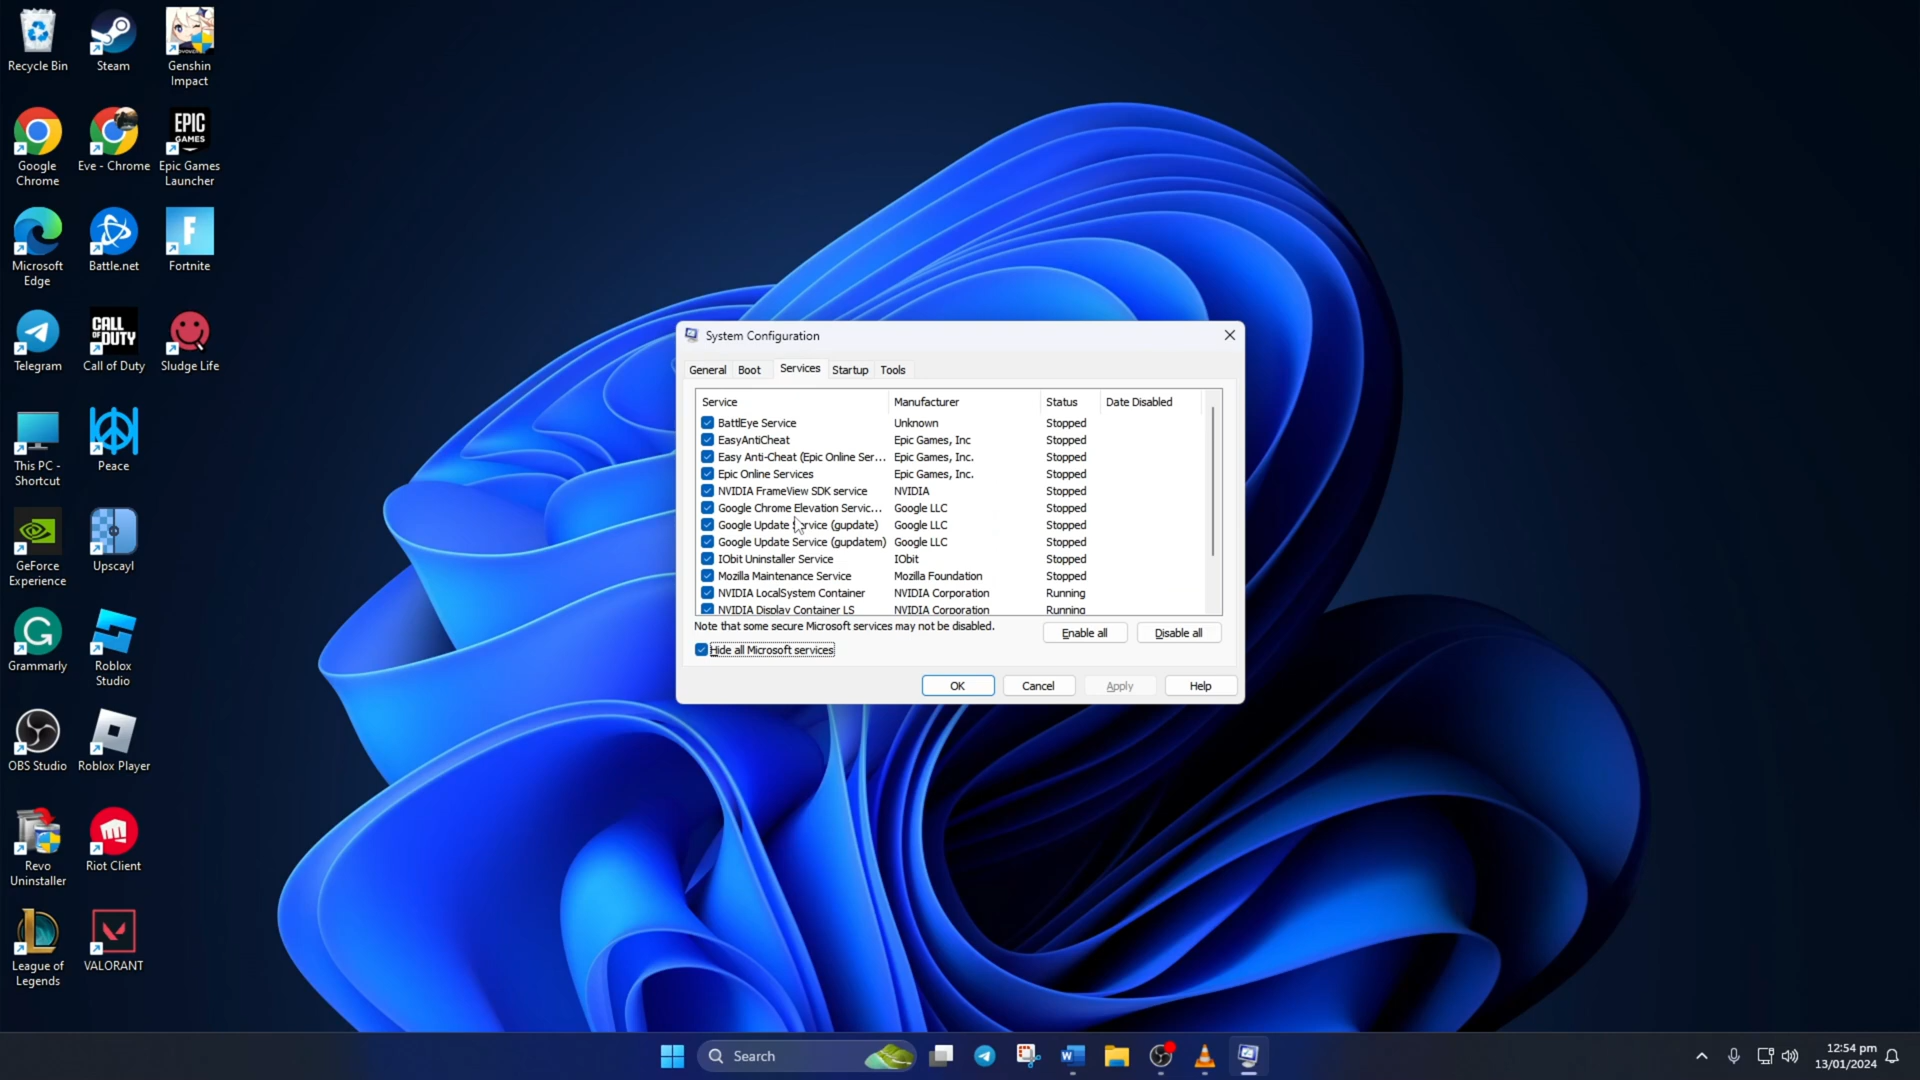 Recycle Bin
Steam
Genshin
Impact
Google
Chrome
Eve - Chrome
EPIC
GAMES
Epic Games
Launcher
Microsoft
Edge
Battle.net
F
Fortnite
Telegram
CALL
OF DUTY
Call of Duty
Sludge Life
This PC -
Shortcut
Peace
GeForce
Experience
Upscayl
Grammarly
Roblox
Studio
OBS Studio
Roblox Player
Revo
Uninstaller
Riot Client
League of
Legends
VALORANT
System Configuration
General
Boot
Services
Startup
Tools
Service Manufacturer Status Date Disabled
BattlEye Service Unknown Stopped
EasyAntiCheat Epic Games, Inc Stopped
Easy Anti-Cheat (Epic Online Ser... Epic Games, Inc. Stopped
Epic Online Services Epic Games, Inc. Stopped
NVIDIA FrameView SDK service NVIDIA Stopped
Google Chrome Elevation Servic... Google LLC Stopped
Google Update Service (gupdate) Google LLC Stopped
Google Update Service (gupdatem) Google LLC Stopped
IObit Uninstaller Service IObit Stopped
Mozilla Maintenance Service Mozilla Foundation Stopped
NVIDIA LocalSystem Container NVIDIA Corporation Running
NVIDIA Display Container LS NVIDIA Corporation Running
Note that some secure Microsoft services may not be disabled.
Enable all
Disable all
Hide all Microsoft services
OK
Cancel
Apply
Help
Search
12:54 pm
13/01/2024